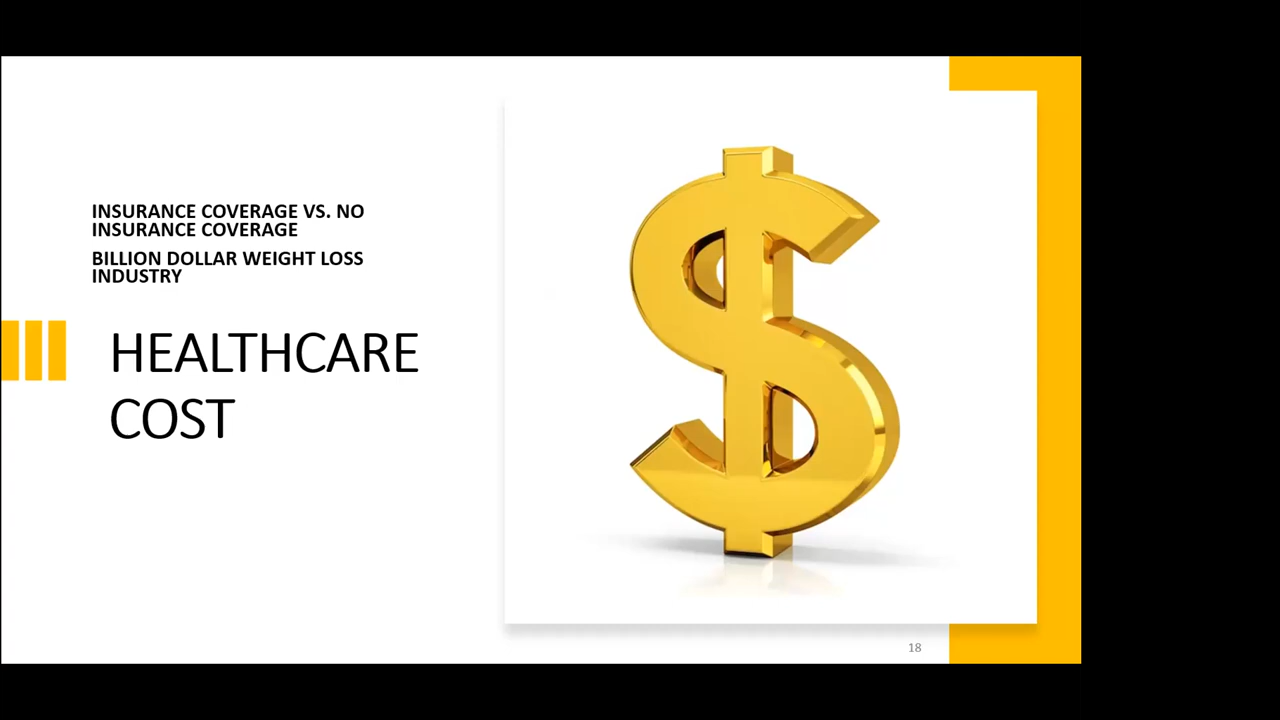 INSURANCE COVERAGE VS. NO
INSURANCE COVERAGE
BILLION DOLLAR WEIGHT LOSS
INDUSTRY
HEALTHCARE
COST
18